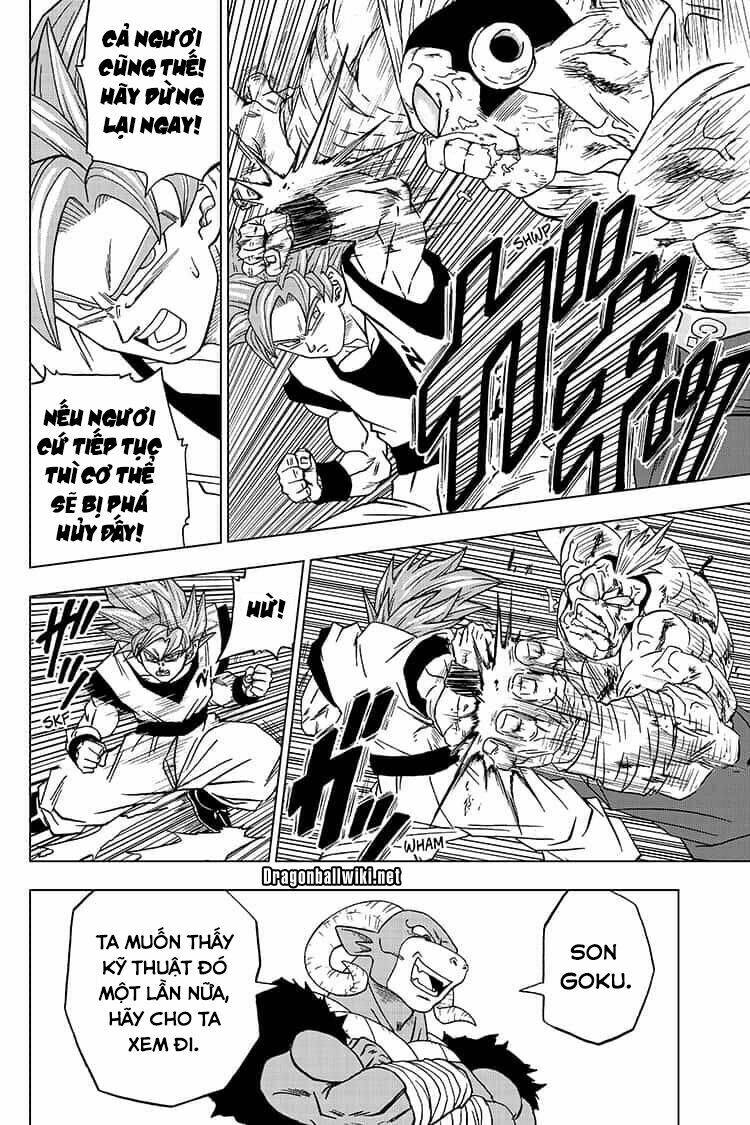 CẢ NGƯƠI
CŨNG THẾ!
HÃY DỪNG
LẠI NGAY!
SHWP
NẾU NGƯƠI
CỨ TIẾP TỤC
THÌ CƠ THỂ
SẼ BỊ PHÁ
HỦY ĐẤY!
HỪ!
SKF
WHAM
Dragonballwiki.net
SON
GOKU.
TA MUỐN THẤY
KỸ THUẬT ĐÓ
MỘT LẦN NỮA,
HÃY CHO TA
XEM ĐI.